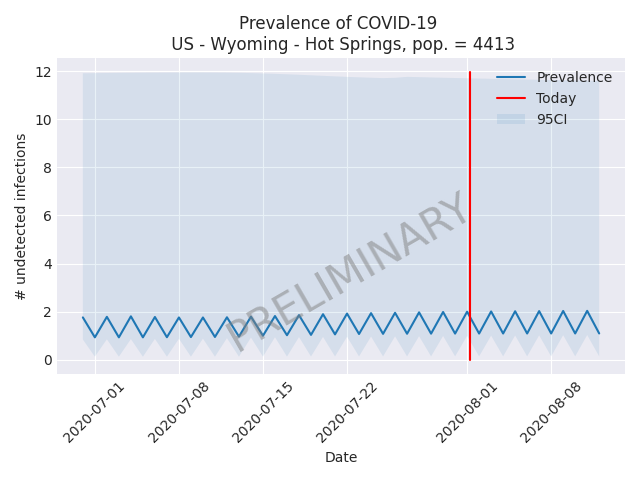 Prevalence of COVID-19
US - Wyoming - Hot Springs, pop. = 4413
# undetected infections
12
10
8
6
4
2
0
Prevalence
Today
95CI
PRELIMINARY
2020-07-01
2020-07-08
2020-07-15
2020-07-22
2020-08-01
2020-08-08
Date